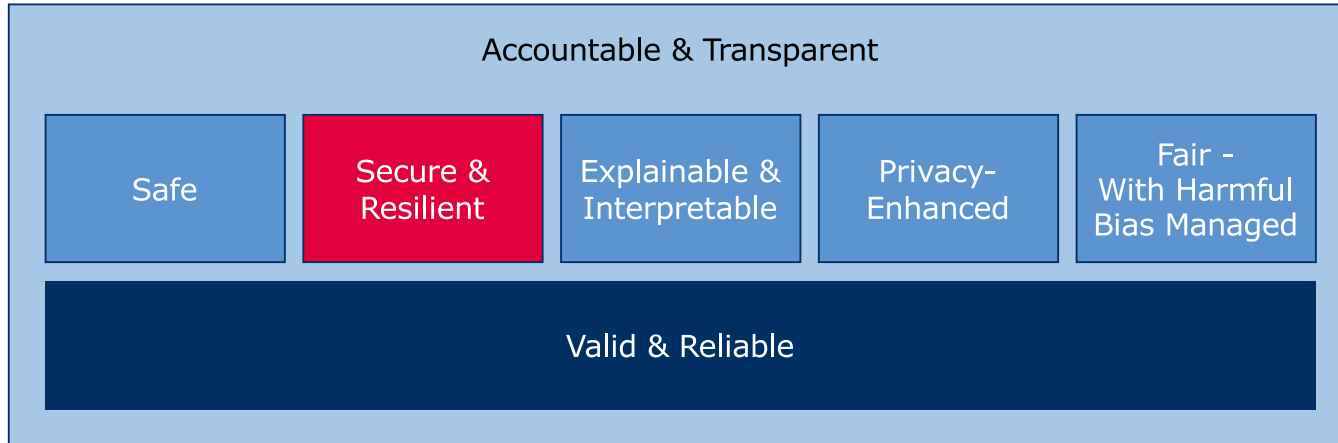 Accountable & Transparent
Safe
Secure &
Resilient
Explainable &
Interpretable
Privacy-
Enhanced
Fair -
With Harmful
Bias Managed
Valid & Reliable